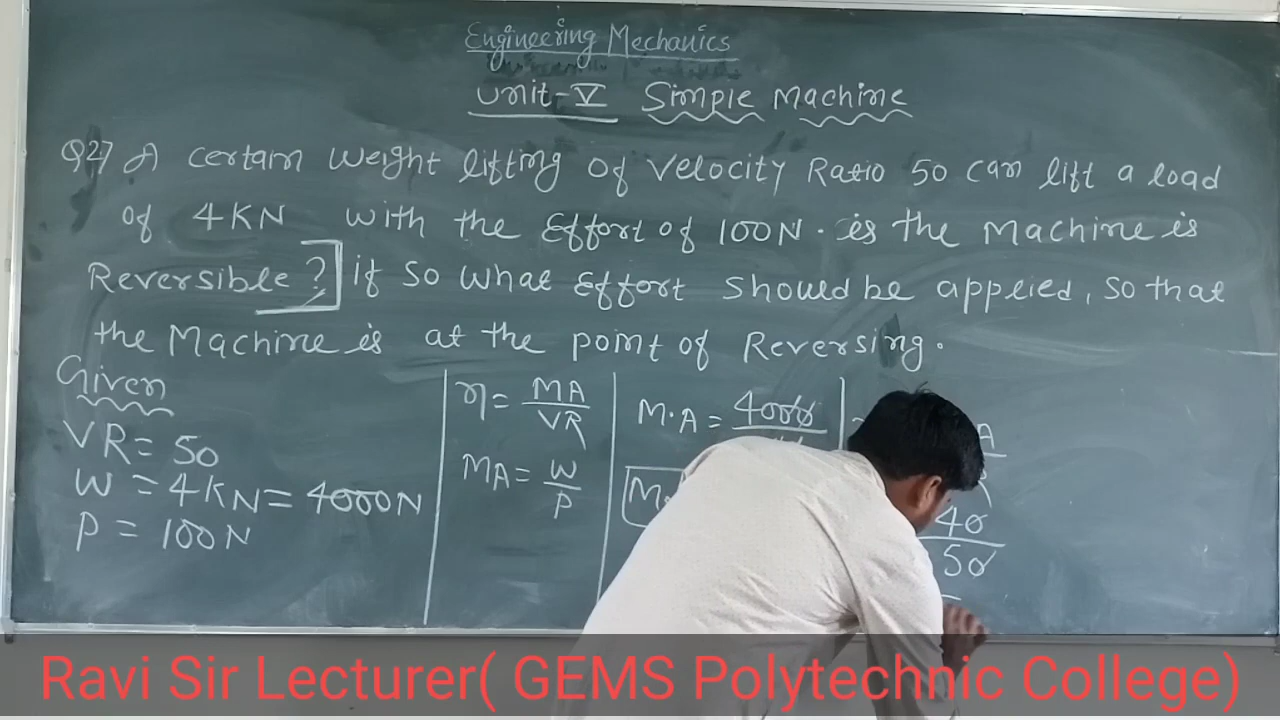 Engineering Mechanics
Unit-V Simple Machine
Q27 A certain weight lifting of Velocity Ratio 50 can lift a load
of 4KN with the Effort of 100N. is the Machine is
Reversible? if so what Effort should be applied, so that
the Machine is at the point of Reversing.
Given
VR = 50
W = 4KN = 4000N
P = 100N
η = MA/VR
MA = W/P
M.A = 4000
40/50
Ravi Sir Lecturer( GEMS Polytechnic College)